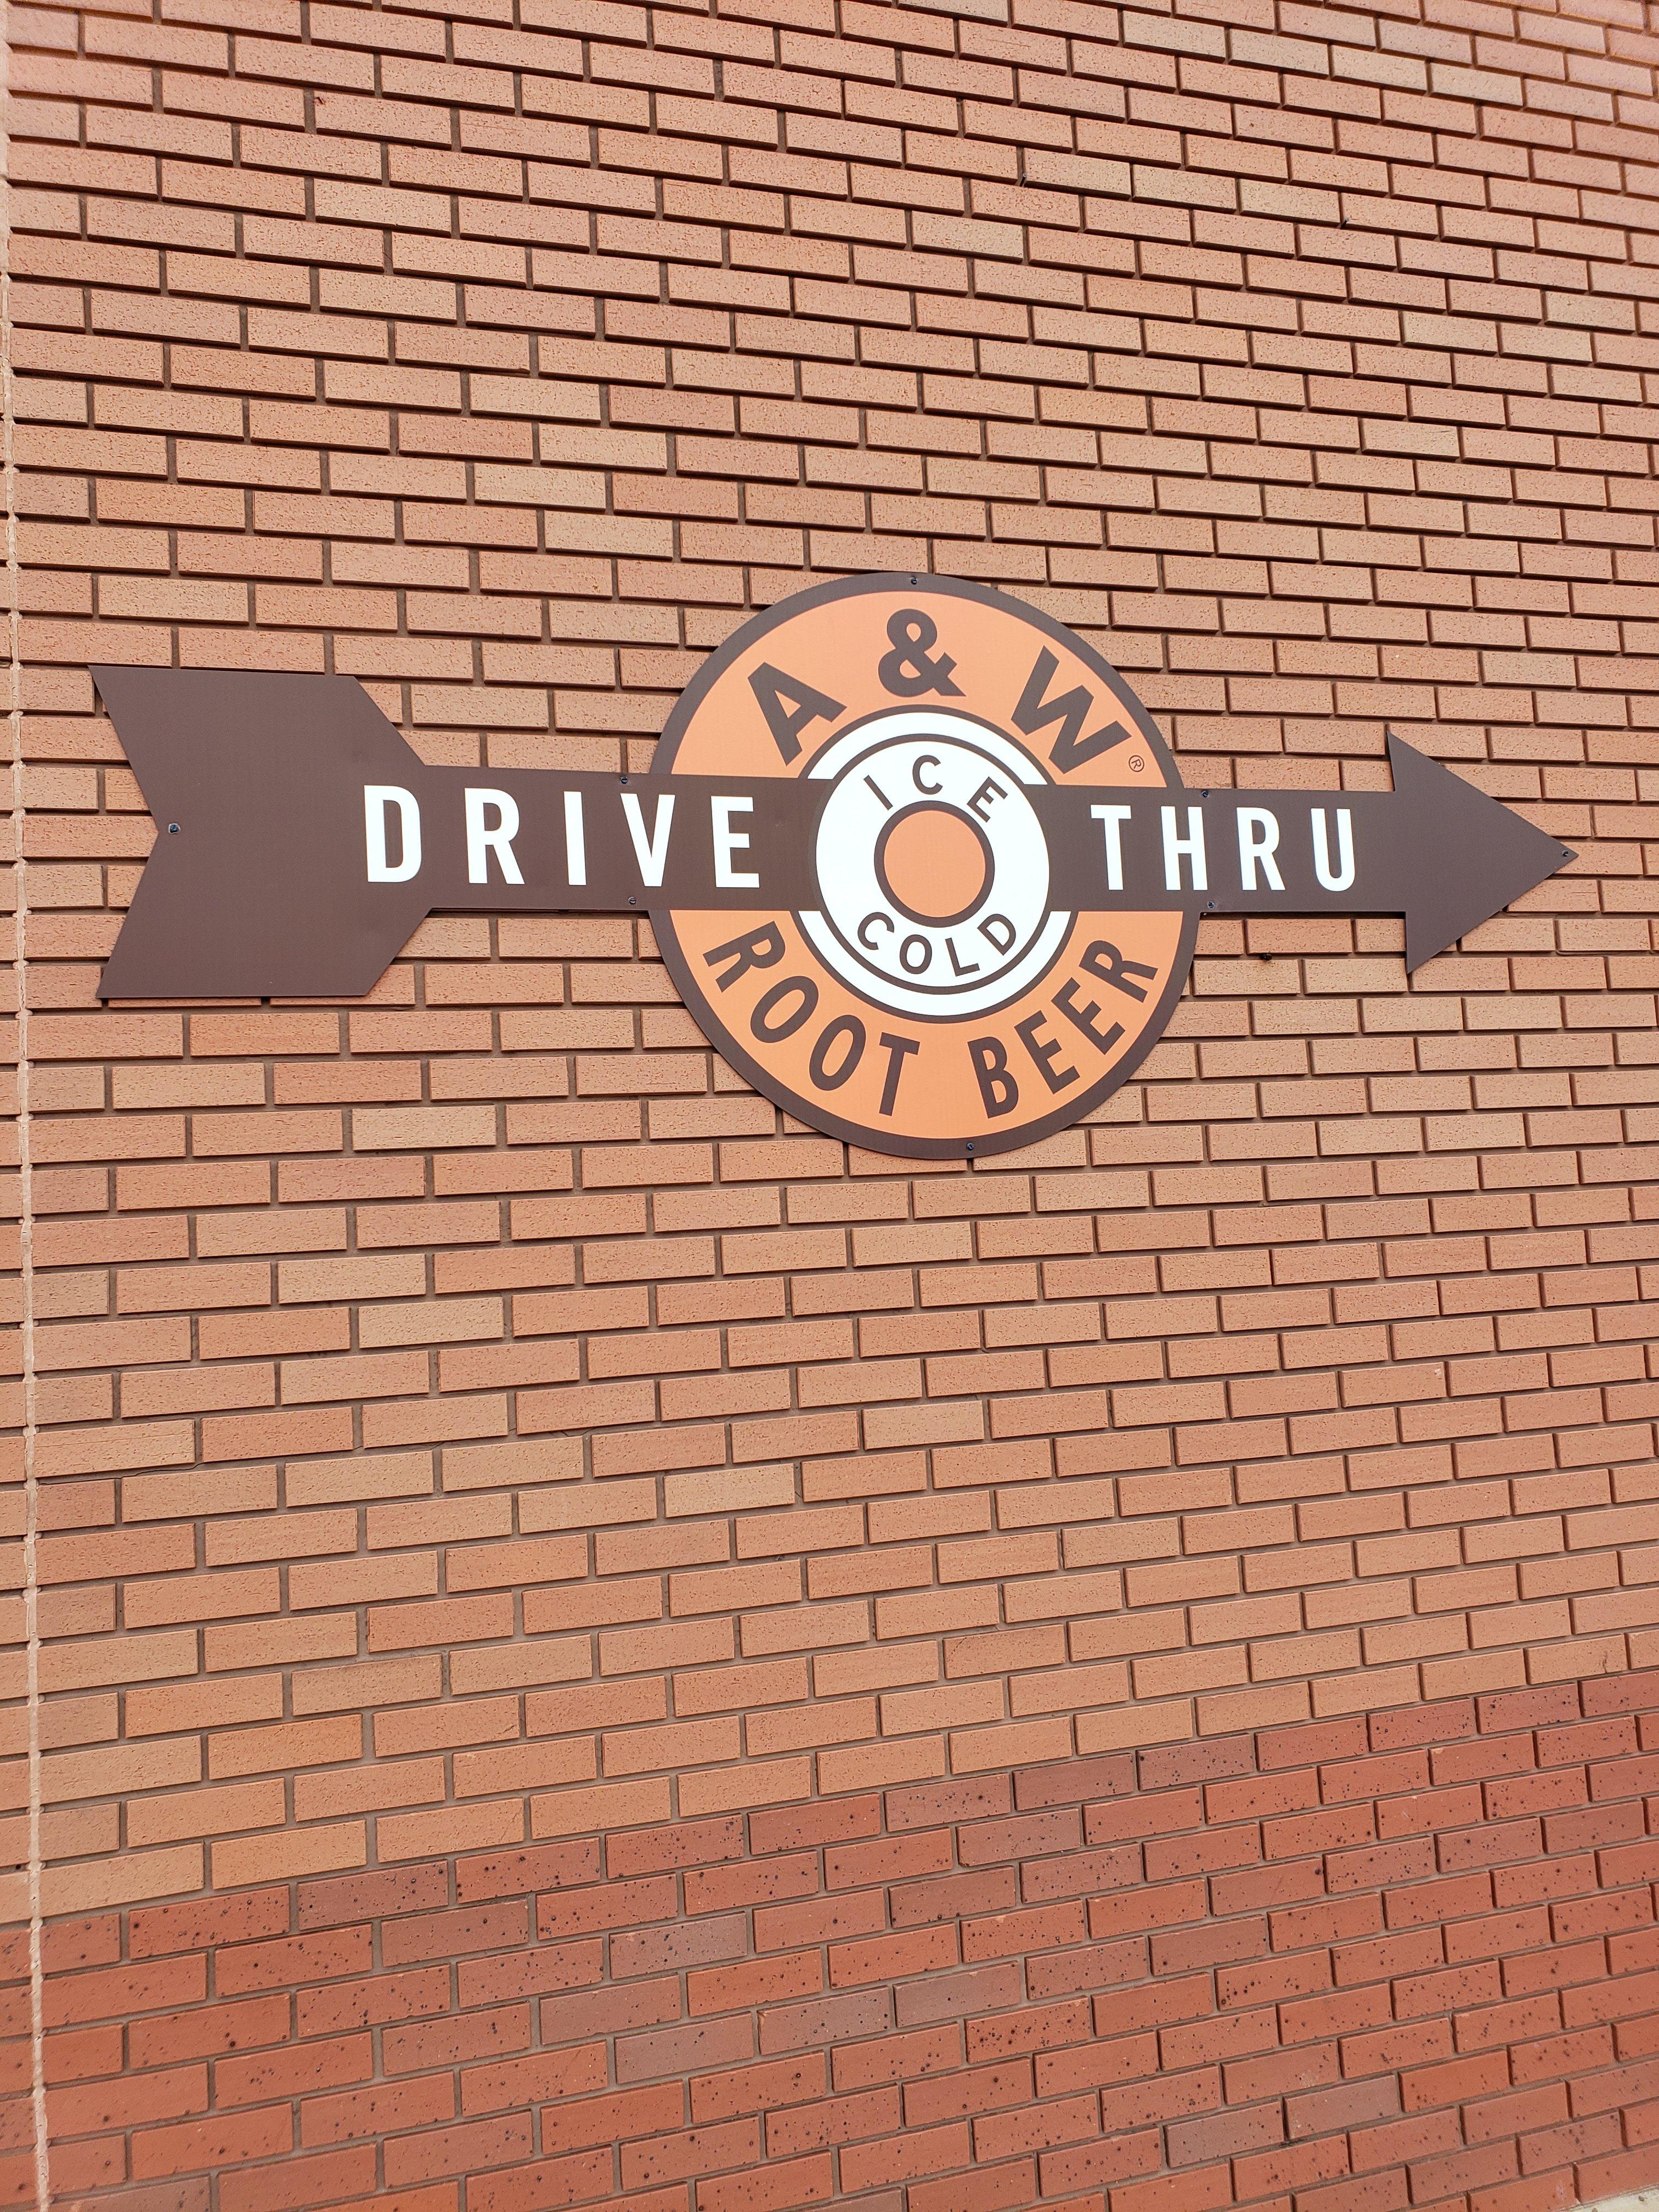 A & W®
ICE
DRIVE THRU
COLD
ROOT BEER